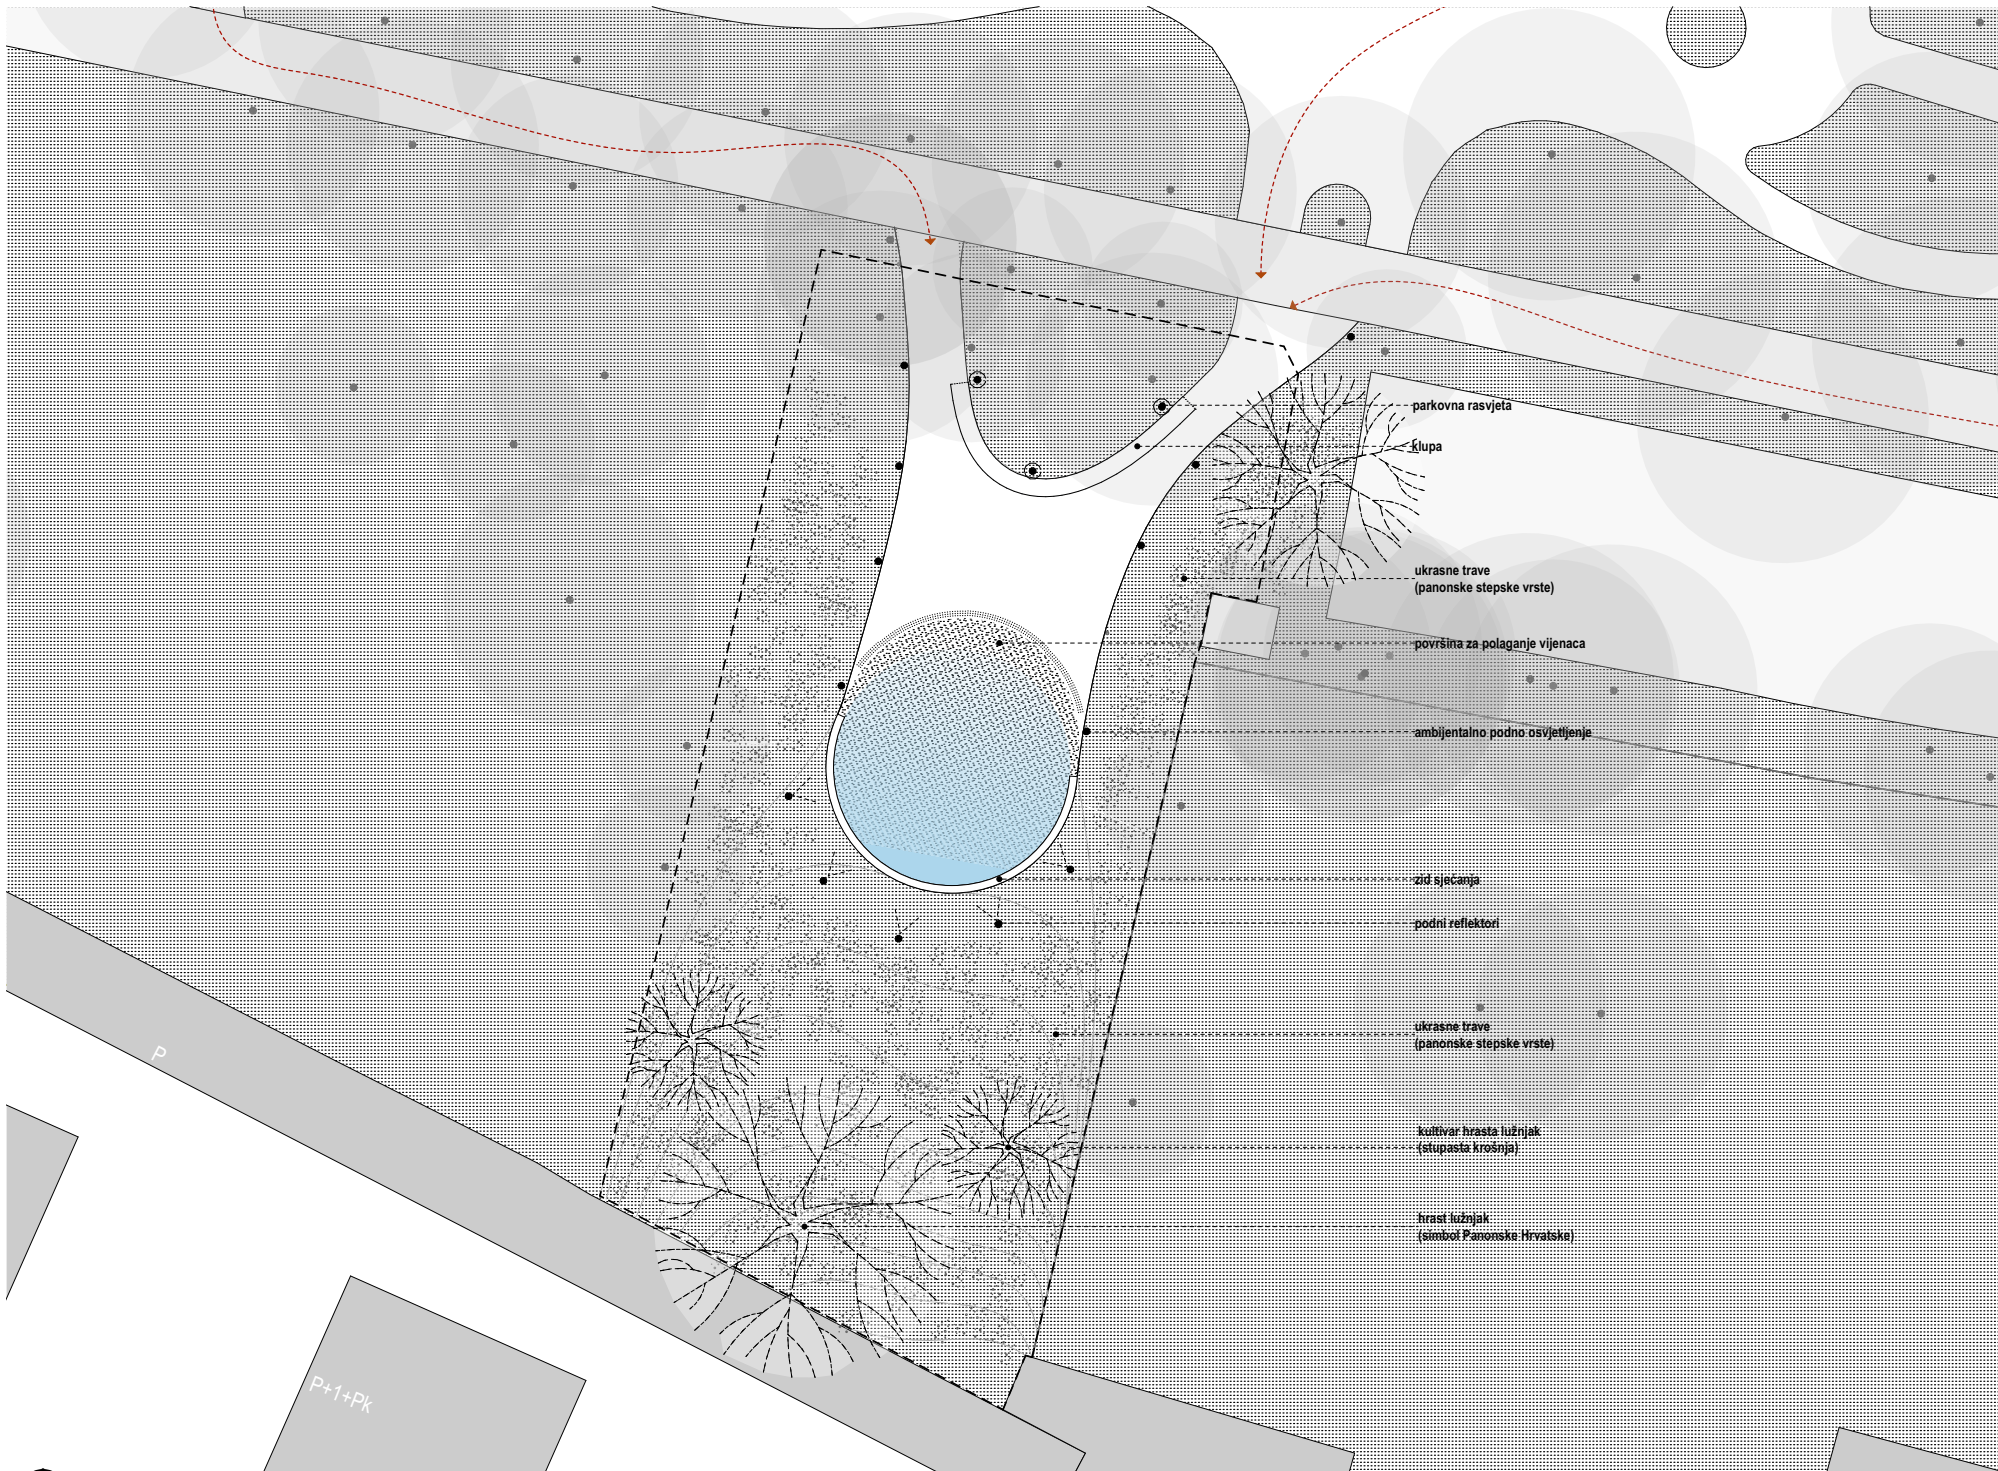 parkovna rasvjeta
klupa
ukrasne trave
(panonske stepske vrste)
površina za polaganje vijenaca
ambijentalno podno osvjetljenje
zid sjećanja
podni reflektori
ukrasne trave
(panonske stepske vrste)
P
kultivar hrasta lužnjak
(stupasta krošnja)
hrast lužnjak
(simbol Panonske Hrvatske)
P+1+Pk